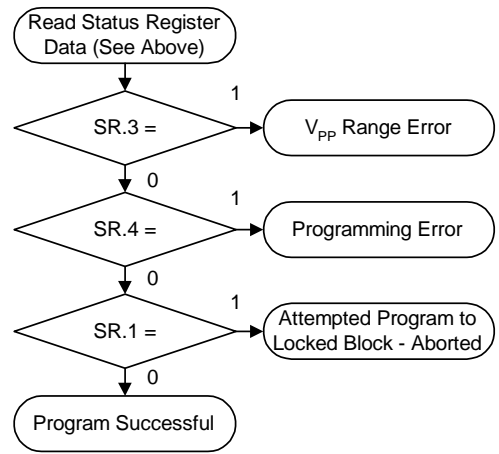 Read Status Register
Data (See Above)
1
SR.3 =
V_PP Range Error
0
1
SR.4 =
Programming Error
0
1
SR.1 =
Attempted Program to
Locked Block - Aborted
0
Program Successful